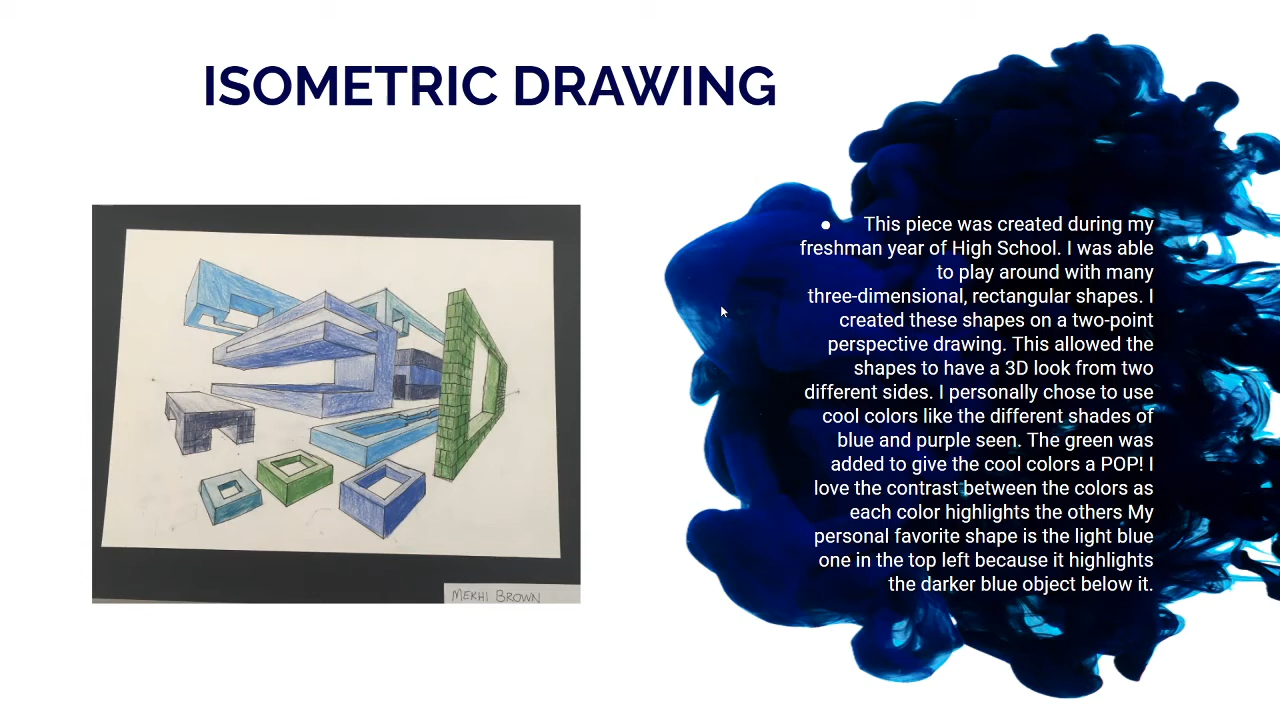 ISOMETRIC DRAWING
● This piece was created during my
freshman year of High School. I was able
to play around with many
three-dimensional, rectangular shapes. I
created these shapes on a two-point
perspective drawing. This allowed the
shapes to have a 3D look from two
different sides. I personally chose to use
cool colors like the different shades of
blue and purple seen. The green was
added to give the cool colors a POP! I
love the contrast between the colors as
each color highlights the others My
personal favorite shape is the light blue
one in the top left because it highlights
the darker blue object below it.
MEKHI BROWN